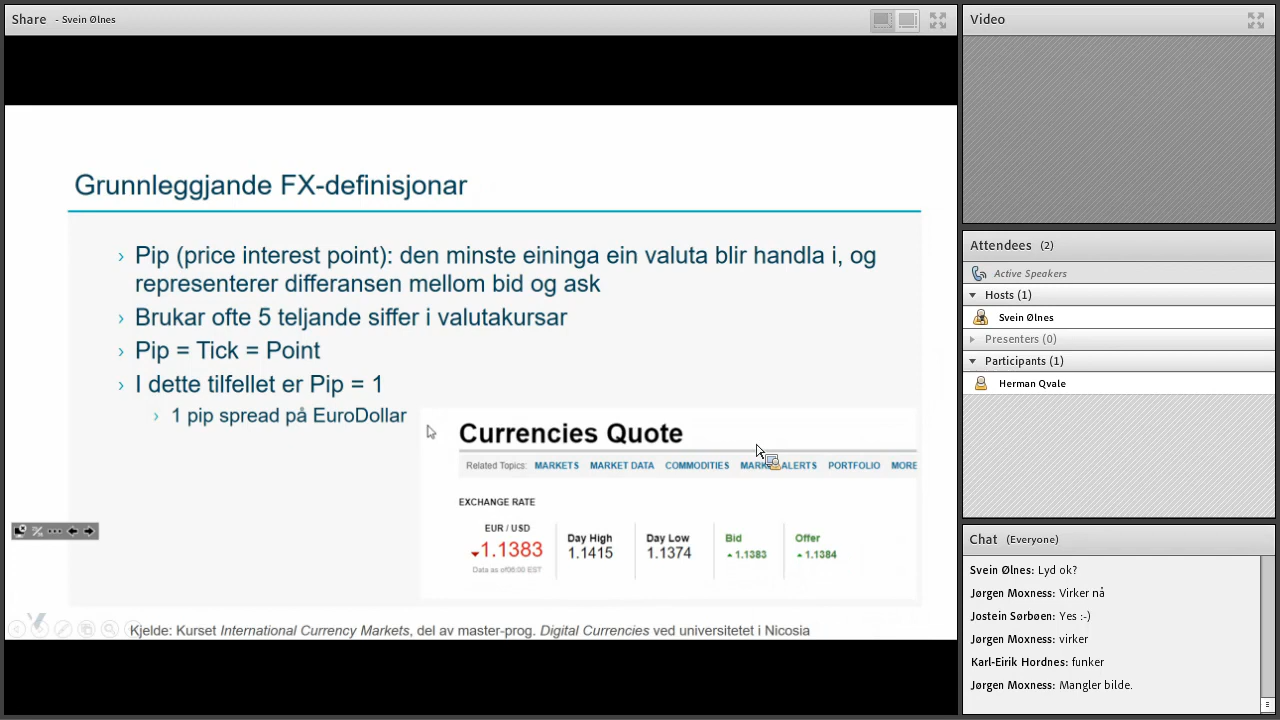 Share - Svein Ølnes
Grunnleggjande FX-definisjonar
› Pip (price interest point): den minste eininga ein valuta blir handla i, og
representerer differansen mellom bid og ask
› Brukar ofte 5 teljande siffer i valutakursar
› Pip = Tick = Point
› I dette tilfellet er Pip = 1
› 1 pip spread på EuroDollar
Currencies Quote
Related Topics: MARKETS MARKET DATA COMMODITIES MARKET ALERTS PORTFOLIO MORE
EXCHANGE RATE
EUR / USD Day High Day Low Bid Offer
1.1383 1.1415 1.1374 1.1383 1.1384
Data as of 06:00 EST
Kjelde: Kurset International Currency Markets, del av master-prog. Digital Currencies ved universitetet i Nicosia
Video
Attendees (2)
Active Speakers
Hosts (1)
Svein Ølnes
Presenters (0)
Participants (1)
Herman Qvale
Chat (Everyone)
Svein Ølnes: Lyd ok?
Jørgen Moxness: Virker nå
Jostein Sørbøen: Yes :-)
Jørgen Moxness: virker
Karl-Eirik Hordnes: funker
Jørgen Moxness: Mangler bilde.